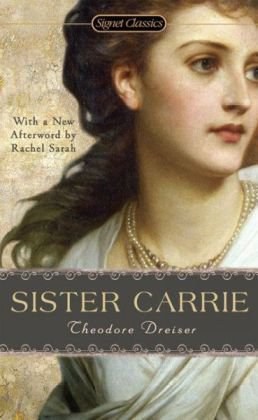 Signet Classics
With a New
Afterword by
Rachel Sarah
SISTER CARRIE
Theodore Dreiser